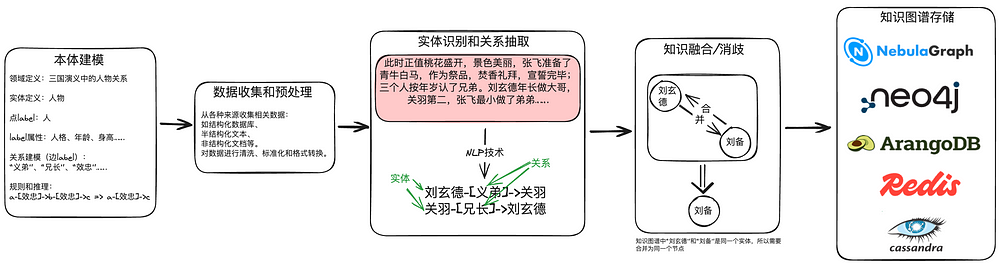 本体建模
领域定义：三国演义中的人物关系
实体定义：人物
点label：人
label属性：人格、年龄、身高……
关系建模（边label）：
“义弟”、“兄长”、“效忠”……
规则和推理：
a-[效忠]->b-[效忠]->c => a-[效忠]->c
数据收集和预处理
从各种来源收集相关数据：
如结构化数据库、
半结构化文本、
非结构化文档等。
对数据进行清洗、标准化和格式转换。
实体识别和关系抽取
此时正值桃花盛开，景色美丽，张飞准备了
青牛白马，作为祭品，焚香礼拜，宣誓完毕；
三个人按年岁认了兄弟。刘玄德年长做大哥，
关羽第二，张飞最小做了弟弟……
NLP技术
实体
关系
刘玄德-[义弟]->关羽
关羽-[兄长]->刘玄德
知识融合/消歧
刘玄
德
合
并
刘备
刘备
知识图谱中“刘玄德”和“刘备”是同一个实体，所以需要
合并为同一个节点
知识图谱存储
NebulaGraph
neo4j
ArangoDB
Redis
cassandra